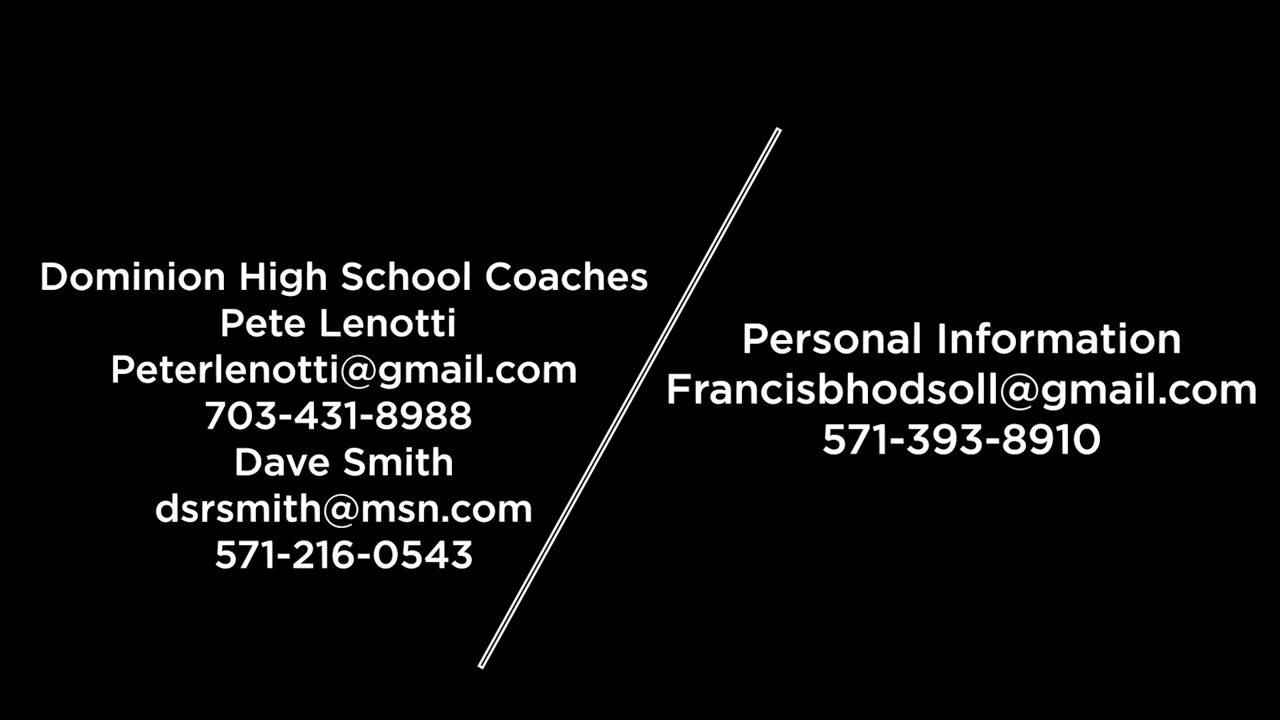 Dominion High School Coaches
Pete Lenotti
Peterlenotti@gmail.com
703-431-8988
Dave Smith
dsrsmith@msn.com
571-216-0543
Personal Information
Francisbhodsoll@gmail.com
571-393-8910